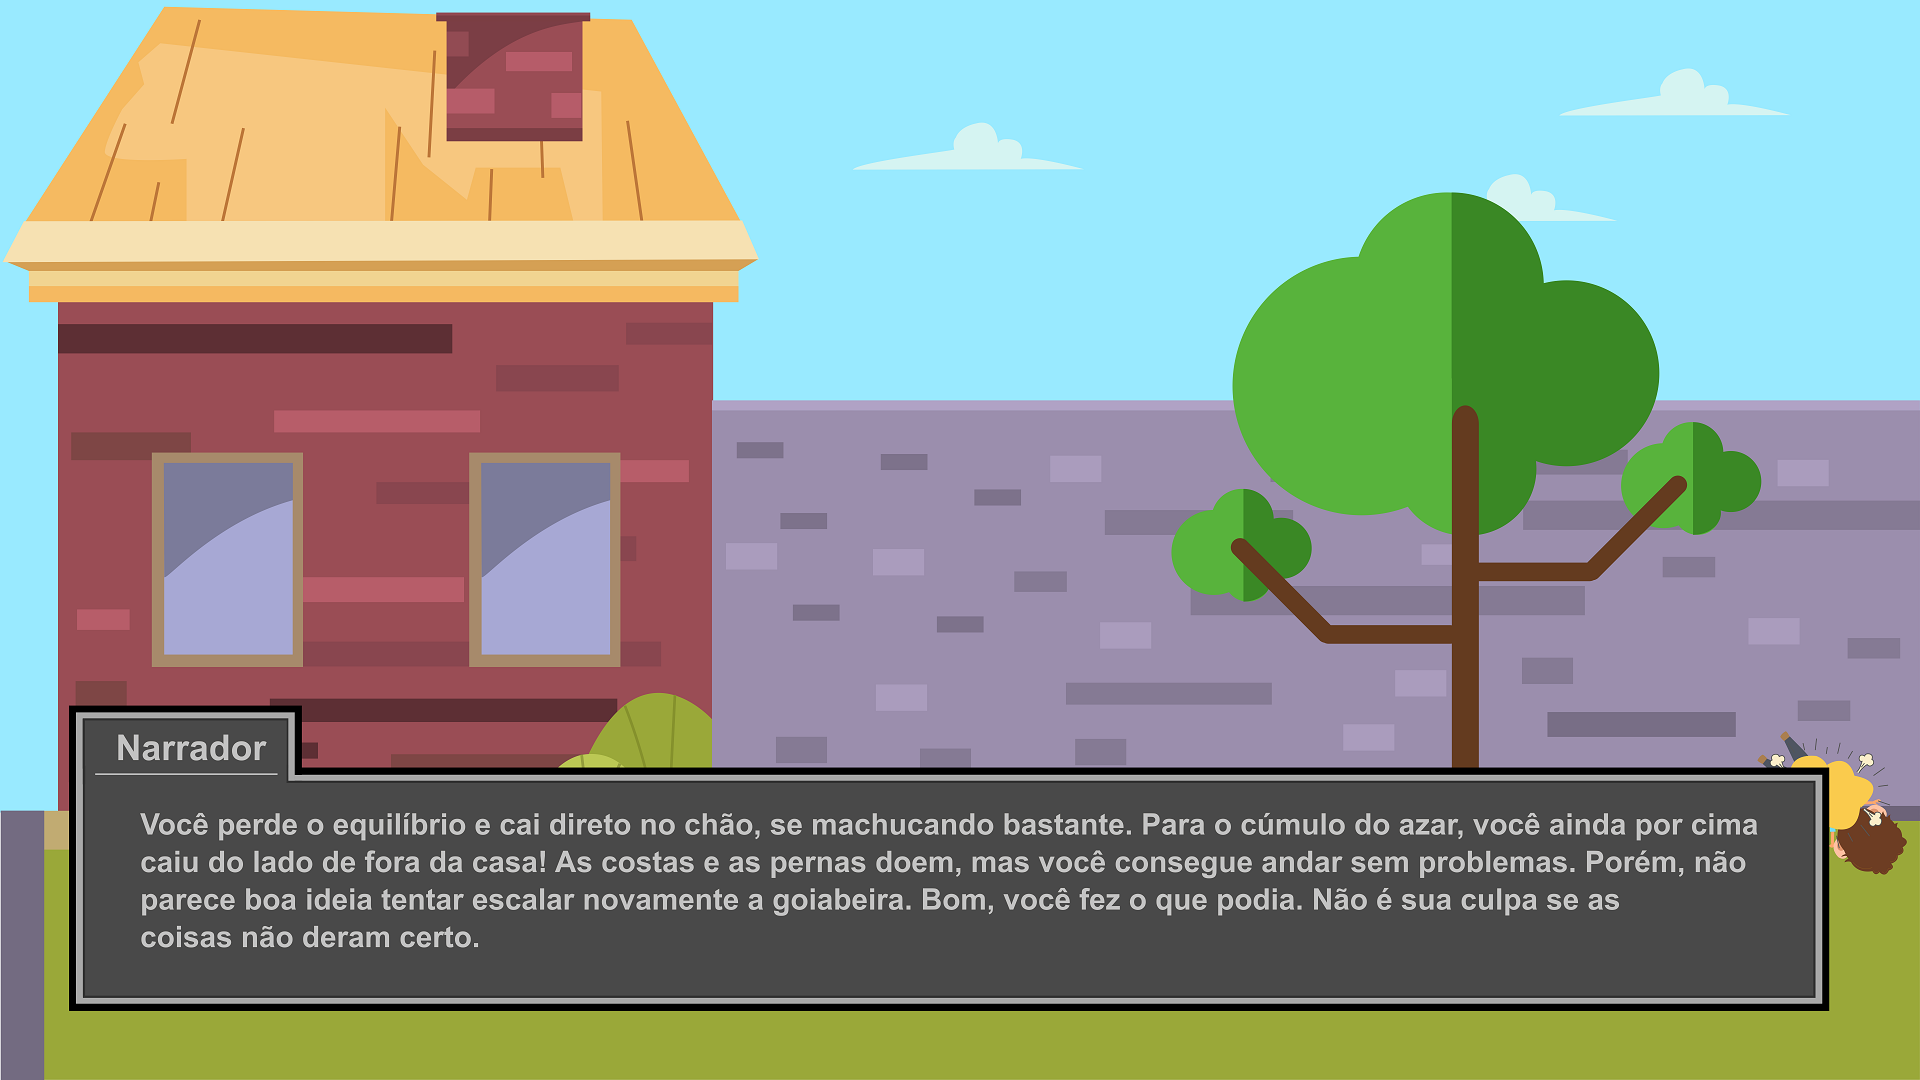 Narrador
Você perde o equilíbrio e cai direto no chão, se machucando bastante. Para o cúmulo do azar, você ainda por cima
caiu do lado de fora da casa! As costas e as pernas doem, mas você consegue andar sem problemas. Porém, não
parece boa ideia tentar escalar novamente a goiabeira. Bom, você fez o que podia. Não é sua culpa se as
coisas não deram certo.